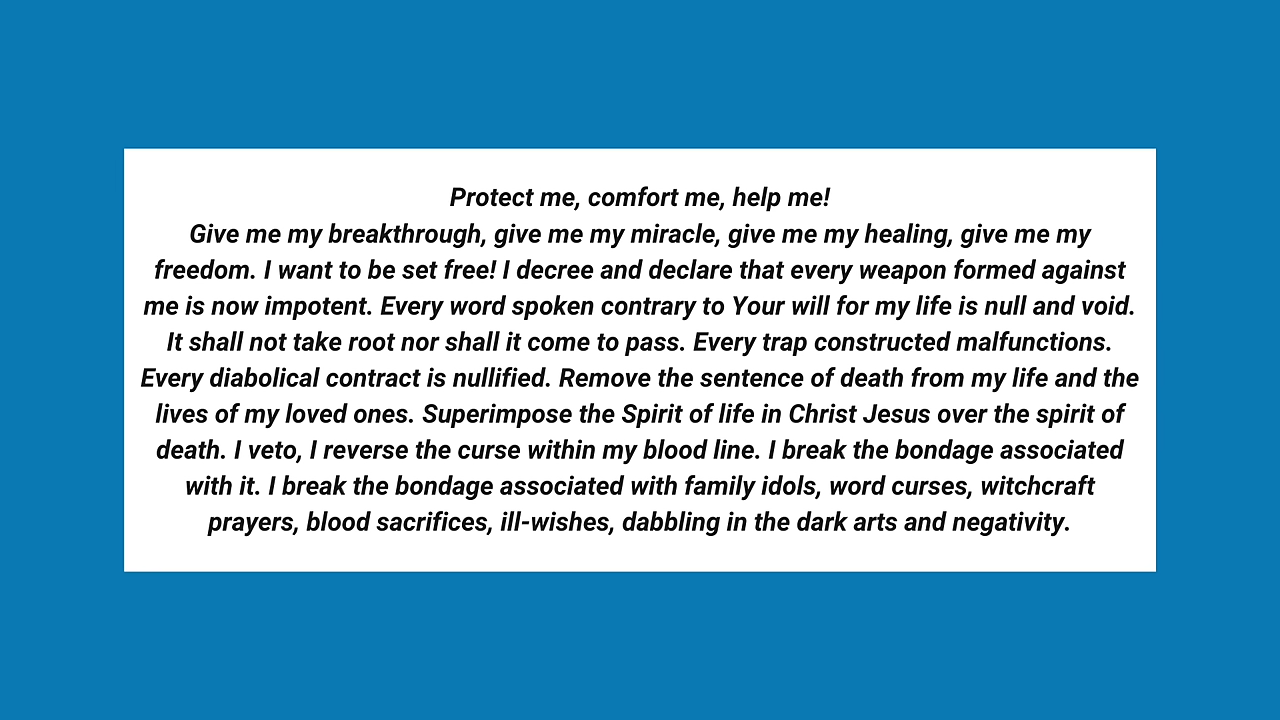 Protect me, comfort me, help me!
Give me my breakthrough, give me my miracle, give me my healing, give me my
freedom. I want to be set free! I decree and declare that every weapon formed against
me is now impotent. Every word spoken contrary to Your will for my life is null and void.
It shall not take root nor shall it come to pass. Every trap constructed malfunctions.
Every diabolical contract is nullified. Remove the sentence of death from my life and the
lives of my loved ones. Superimpose the Spirit of life in Christ Jesus over the spirit of
death. I veto, I reverse the curse within my blood line. I break the bondage associated
with it. I break the bondage associated with family idols, word curses, witchcraft
prayers, blood sacrifices, ill-wishes, dabbling in the dark arts and negativity.